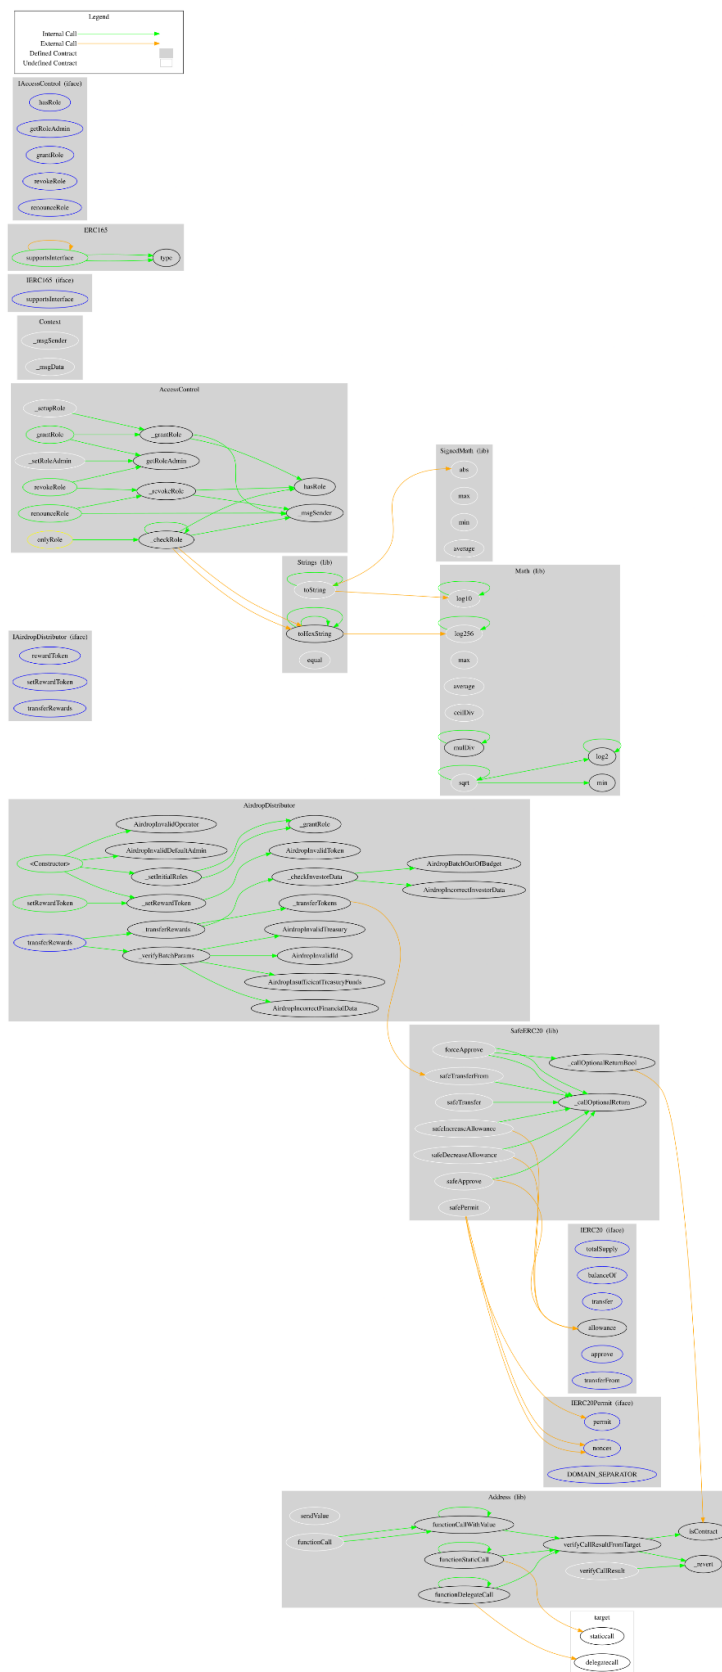 Legend
Internal Call
External Call
Defined Contract
Undefined Contract
IAccessControl (iface)
hasRole
getRoleAdmin
grantRole
revokeRole
renounceRole
ERC165
supportsInterface
type
IERC165 (iface)
supportsInterface
Context
_msgSender
_msgData
AccessControl
_setupRole
grantRole
_setRoleAdmin
revokeRole
renounceRole
onlyRole
_grantRole
getRoleAdmin
_revokeRole
_checkRole
hasRole
_msgSender
Strings (lib)
toString
toHexString
equal
SignedMath (lib)
abs
max
min
average
Math (lib)
log10
log256
max
average
ceilDiv
mulDiv
sqrt
log2
min
IAirdropDistributor (iface)
rewardToken
setRewardToken
transferRewards
AirdropDistributor
<Constructor>
setRewardToken
transferRewards
AirdropInvalidOperator
AirdropInvalidDefaultAdmin
_setInitialRoles
_setRewardToken
_transferRewards
_verifyBatchParams
_grantRole
AirdropInvalidToken
_checkInvestorData
_transferTokens
AirdropInvalidTreasury
AirdropInvalidId
AirdropInsufficientTreasuryFunds
AirdropIncorrectFinancialData
AirdropBatchOutOfBudget
AirdropIncorrectInvestorData
SafeERC20 (lib)
forceApprove
safeTransferFrom
safeTransfer
safeIncreaseAllowance
safeDecreaseAllowance
safeApprove
safePermit
_callOptionalReturnBool
_callOptionalReturn
IERC20 (iface)
totalSupply
balanceOf
transfer
allowance
approve
transferFrom
IERC20Permit (iface)
permit
nonces
DOMAIN_SEPARATOR
Address (lib)
sendValue
functionCall
functionCallWithValue
functionStaticCall
functionDelegateCall
verifyCallResultFromTarget
verifyCallResult
isContract
_revert
target
staticcall
delegatecall